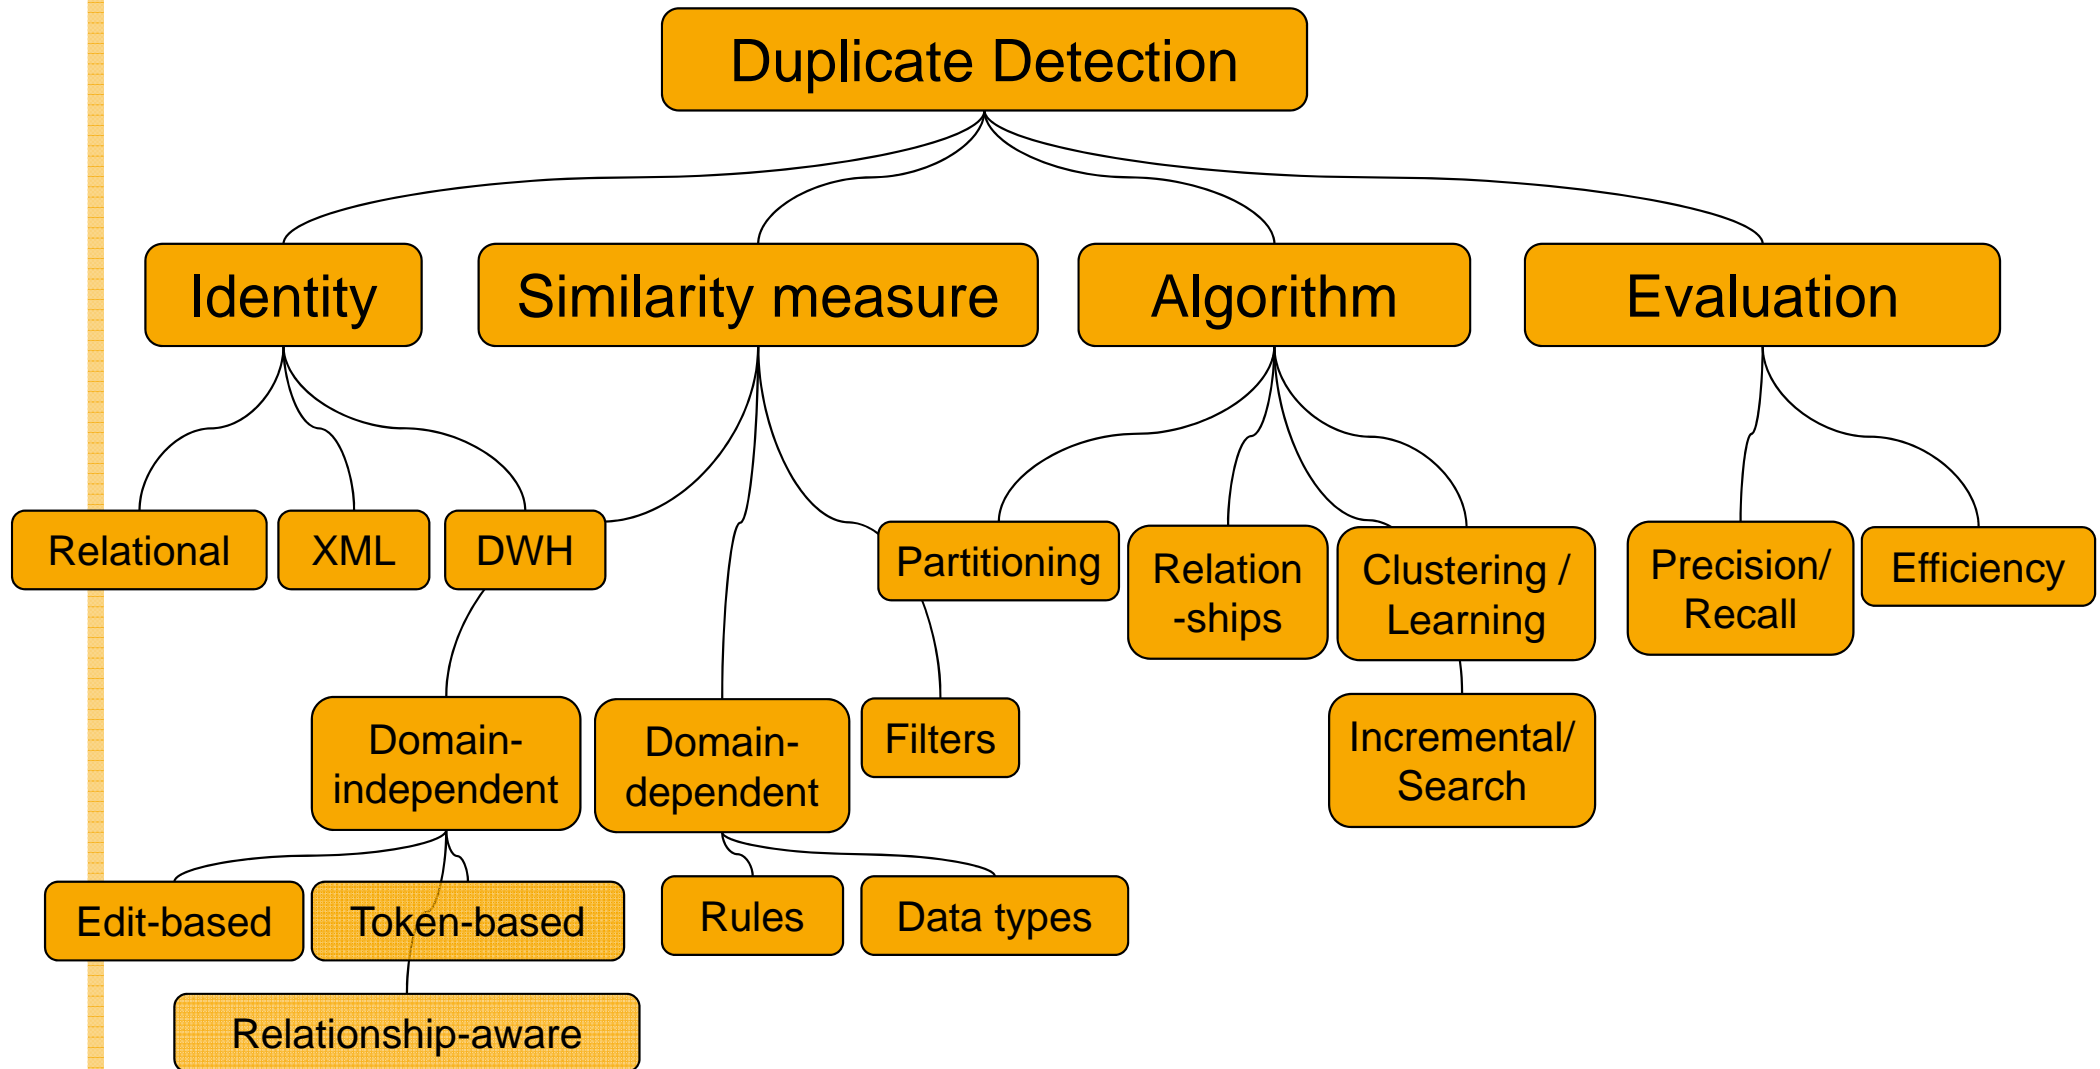 Duplicate Detection
Identity
Similarity measure
Algorithm
Evaluation
Relational
XML
DWH
Partitioning
Relation
-ships
Clustering /
Learning
Precision/
Recall
Efficiency
Domain-
independent
Domain-
dependent
Filters
Incremental/
Search
Edit-based
Token-based
Rules
Data types
Relationship-aware